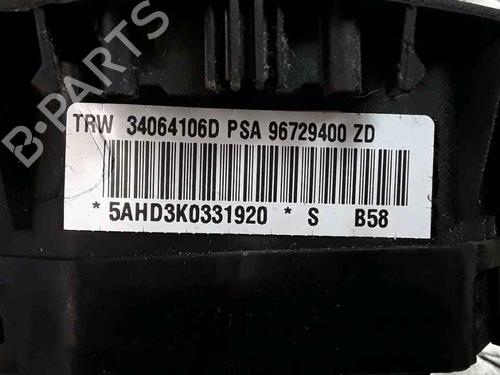 TRW 34064106D PSA 96729400 ZD
* 5AHD3K0331920 * S B58
B-PARTS